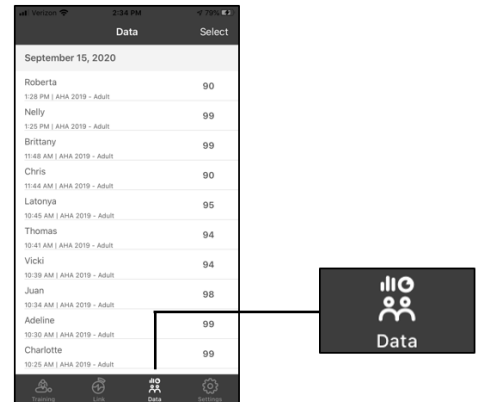 Verizon 2:34 PM 78%
Data Select
September 15, 2020
Roberta 90
1:28 PM | AHA 2019 - Adult
Nelly 99
1:25 PM | AHA 2019 - Adult
Brittany 99
11:48 AM | AHA 2019 - Adult
Chris 90
11:44 AM | AHA 2019 - Adult
Latonya 95
10:45 AM | AHA 2019 - Adult
Thomas 94
10:41 AM | AHA 2019 - Adult
Vicki 94
10:39 AM | AHA 2019 - Adult
Juan 98
10:34 AM | AHA 2019 - Adult
Adeline 99
10:30 AM | AHA 2019 - Adult
Charlotte 99
10:25 AM | AHA 2019 - Adult
Training Link Data Settings
Data